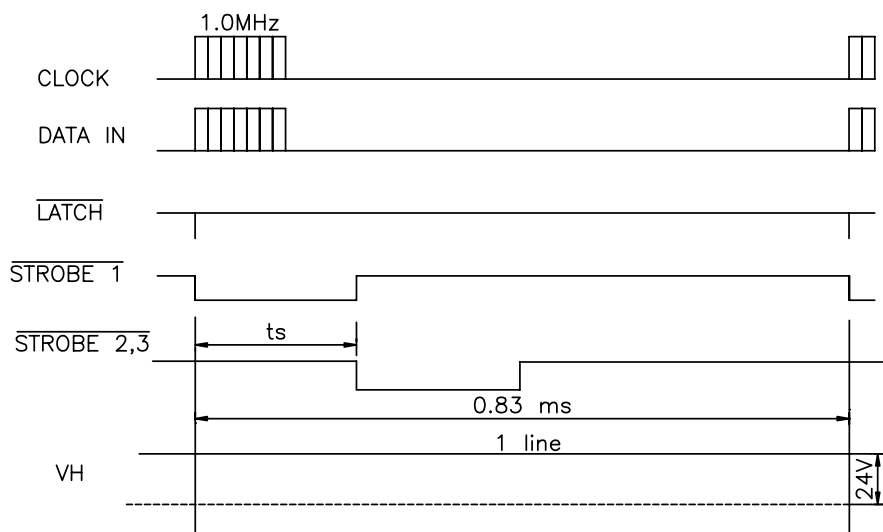 1.0MHz
CLOCK
DATA IN
LATCH
STROBE 1
ts
STROBE 2,3
0.83 ms
1 line
VH
24V